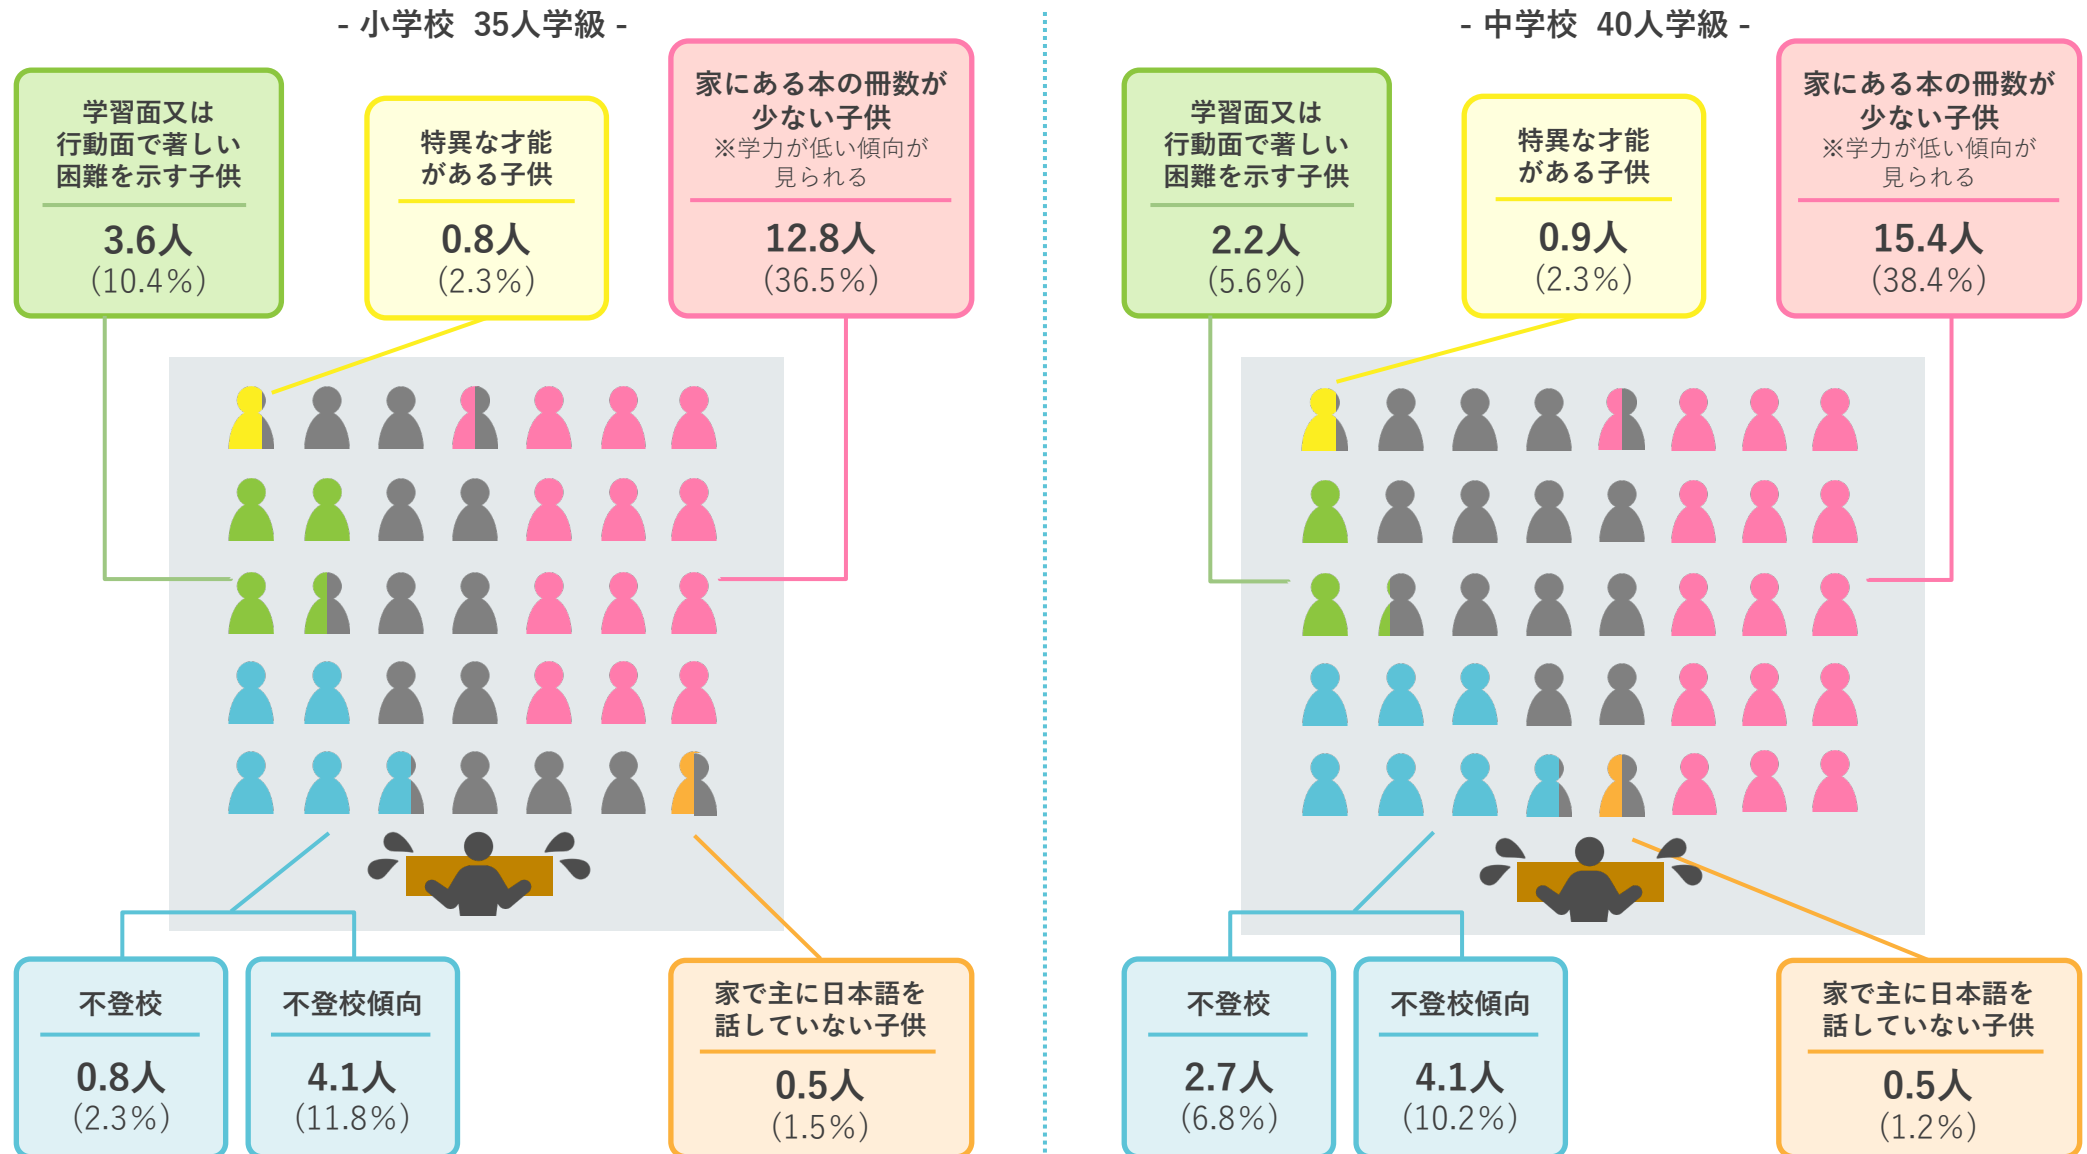 - 小学校 35人学級 -
学習面又は
行動面で著しい
困難を示す子供
3.6人
(10.4%)
特異な才能
がある子供
0.8人
(2.3%)
家にある本の冊数が
少ない子供
※学力が低い傾向が
見られる
12.8人
(36.5%)
不登校
0.8人
(2.3%)
不登校傾向
4.1人
(11.8%)
家で主に日本語を
話していない子供
0.5人
(1.5%)
- 中学校 40人学級 -
学習面又は
行動面で著しい
困難を示す子供
2.2人
(5.6%)
特異な才能
がある子供
0.9人
(2.3%)
家にある本の冊数が
少ない子供
※学力が低い傾向が
見られる
15.4人
(38.4%)
不登校
2.7人
(6.8%)
不登校傾向
4.1人
(10.2%)
家で主に日本語を
話していない子供
0.5人
(1.2%)